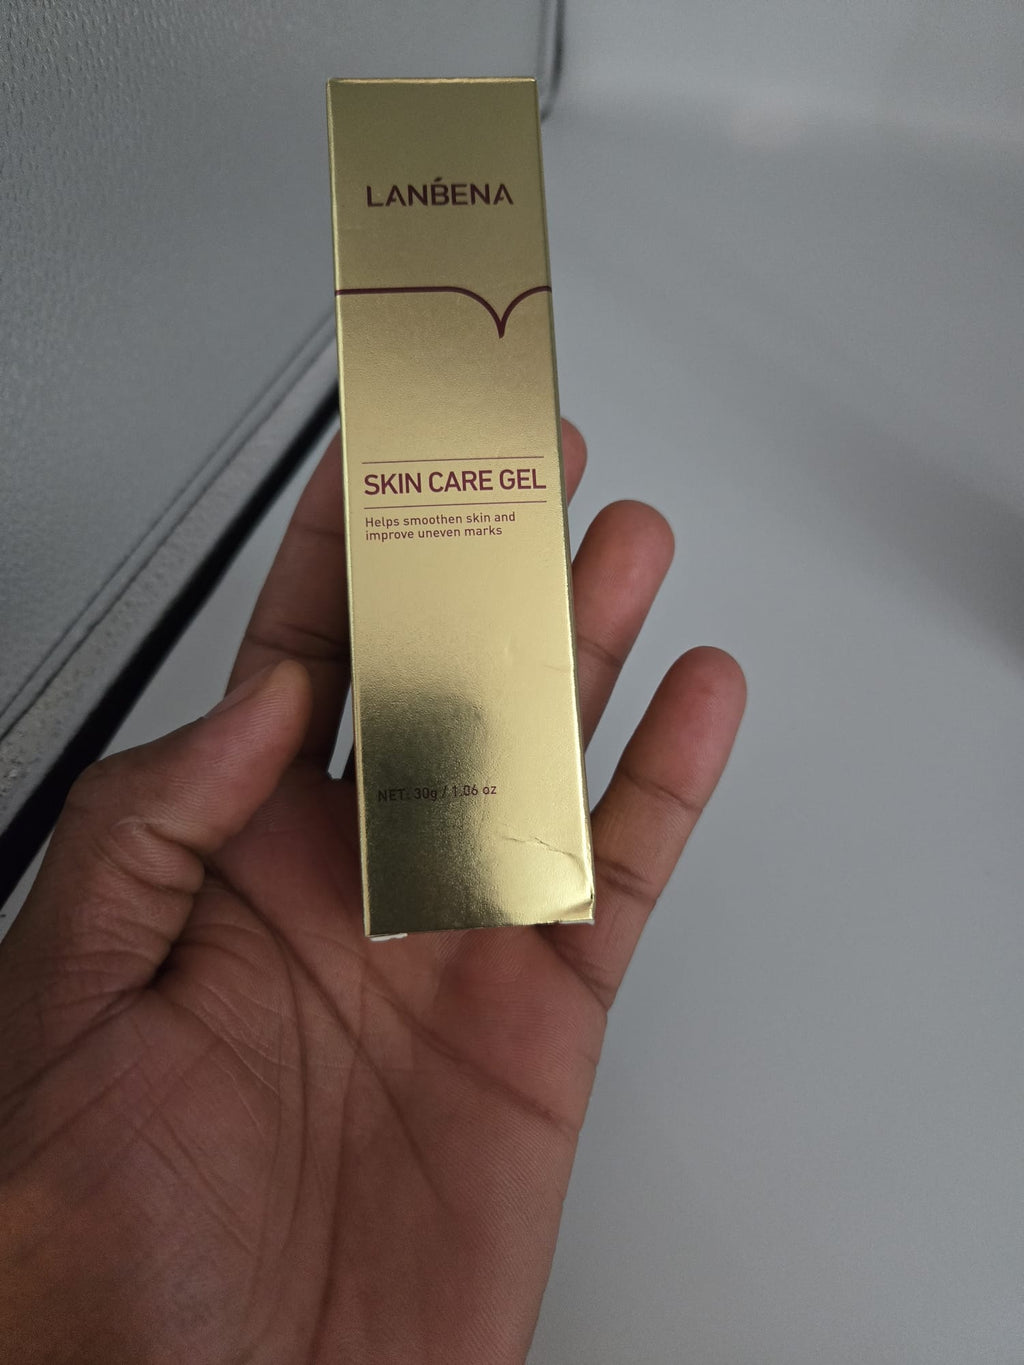 LANBENA
SKIN CARE GEL
Helps smoothen skin and
improve uneven marks
NET. 30g / 1.06 oz